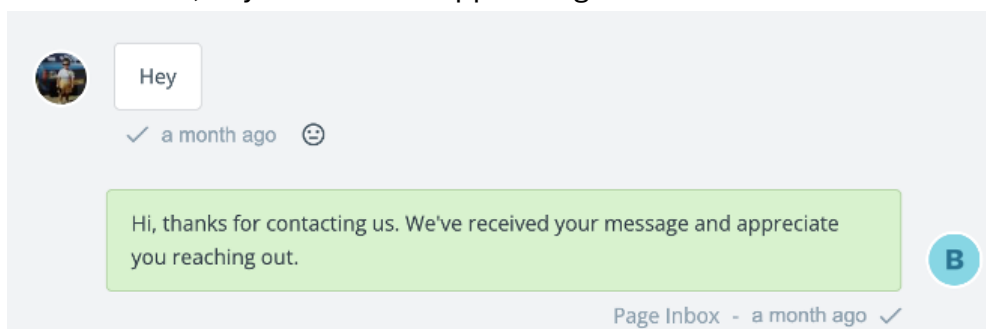 Hey
a month ago
Hi, thanks for contacting us. We've received your message and appreciate
you reaching out.
B
Page Inbox - a month ago